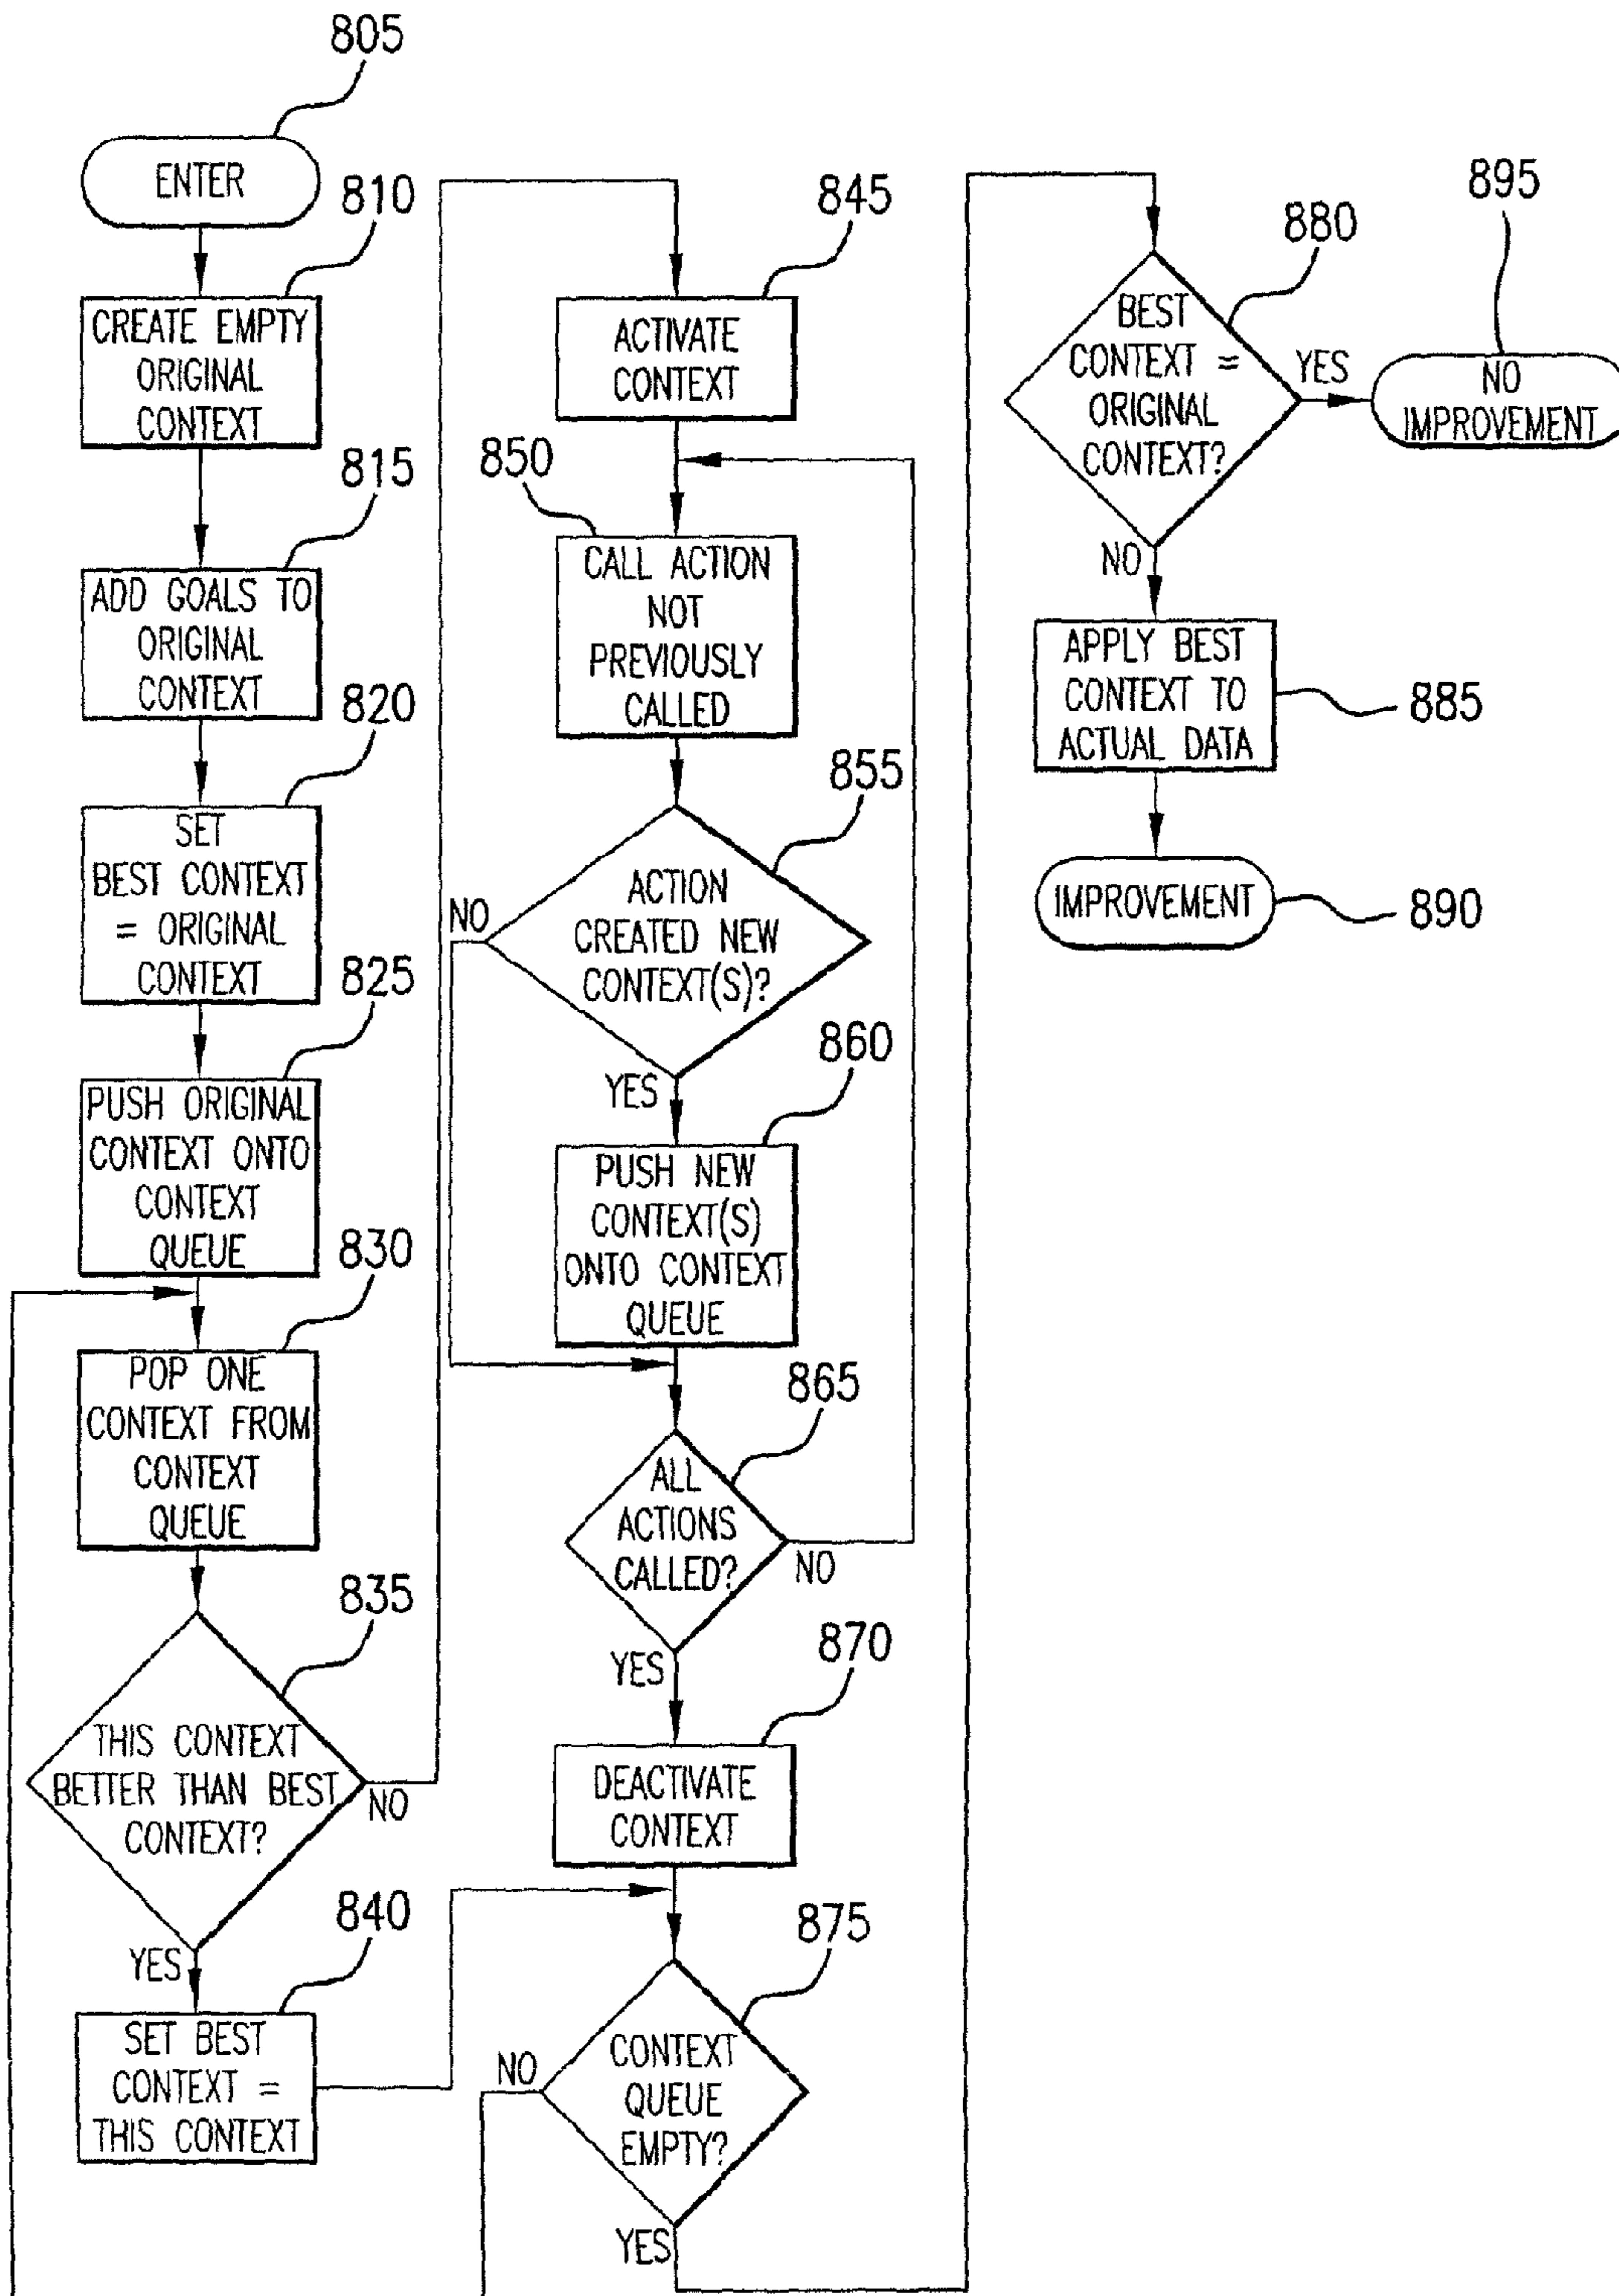 805
ENTER
810
CREATE EMPTY
ORIGINAL
CONTEXT
815
ADD GOALS TO
ORIGINAL
CONTEXT
820
SET
BEST CONTEXT
= ORIGINAL
CONTEXT
825
PUSH ORIGINAL
CONTEXT ONTO
CONTEXT
QUEUE
830
POP ONE
CONTEXT FROM
CONTEXT
QUEUE
835
THIS CONTEXT
BETTER THAN BEST
CONTEXT?
NO
YES
840
SET BEST
CONTEXT =
THIS CONTEXT
845
ACTIVATE
CONTEXT
850
CALL ACTION
NOT
PREVIOUSLY
CALLED
855
ACTION
CREATED NEW
CONTEXT(S)?
NO
YES
860
PUSH NEW
CONTEXT(S)
ONTO CONTEXT
QUEUE
865
ALL
ACTIONS
CALLED?
NO
YES
870
DEACTIVATE
CONTEXT
875
CONTEXT
QUEUE
EMPTY?
NO
YES
880
BEST
CONTEXT =
ORIGINAL
CONTEXT?
YES
NO
895
NO
IMPROVEMENT
APPLY BEST
CONTEXT TO
ACTUAL DATA
885
IMPROVEMENT
890